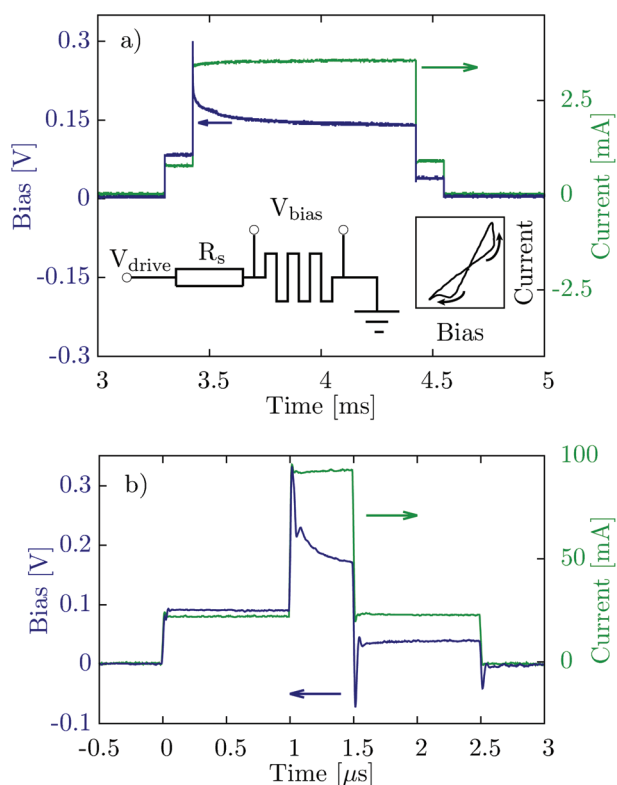 a)
0.3
0.15
0
-0.15
-0.3
Bias [V]
2.5
0
-2.5
Current [mA]
V_drive
R_s
V_bias
Current
Bias
3
3.5
4
4.5
5
Time [ms]
b)
0.3
0.2
0.1
0
-0.1
Bias [V]
100
50
0
Current [mA]
-0.5
0
0.5
1
1.5
2
2.5
3
Time [μs]